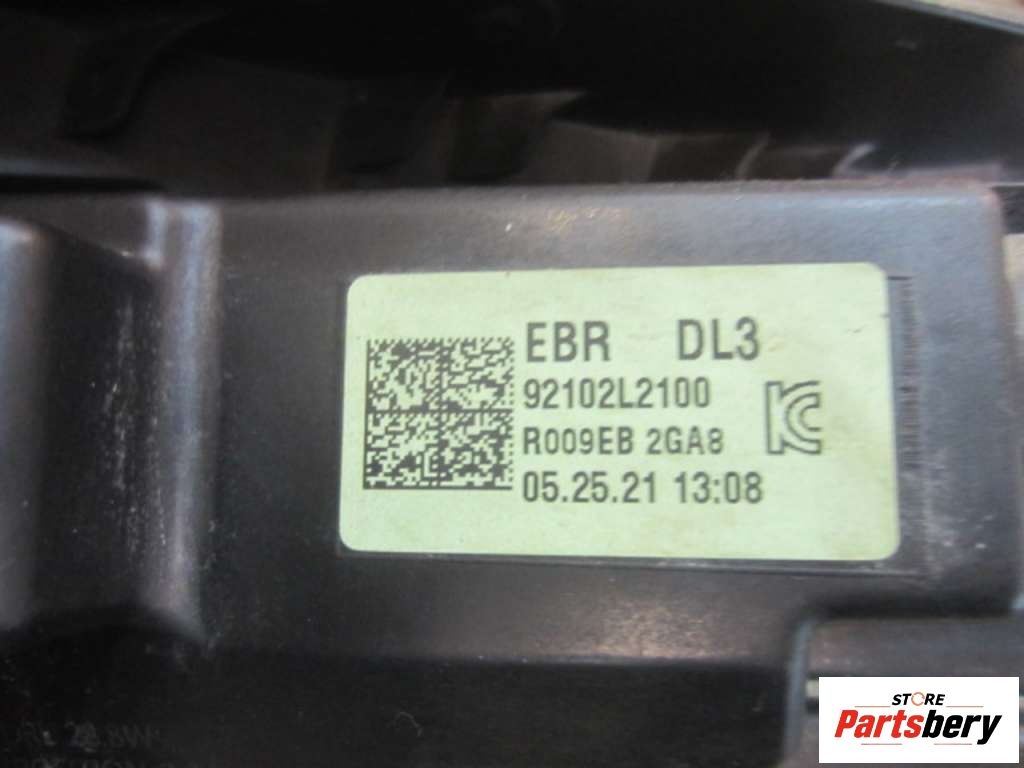 EBR DL3
92102L2100
R009EB 2GA8
05.25.21 13:08
STORE
Partsbery